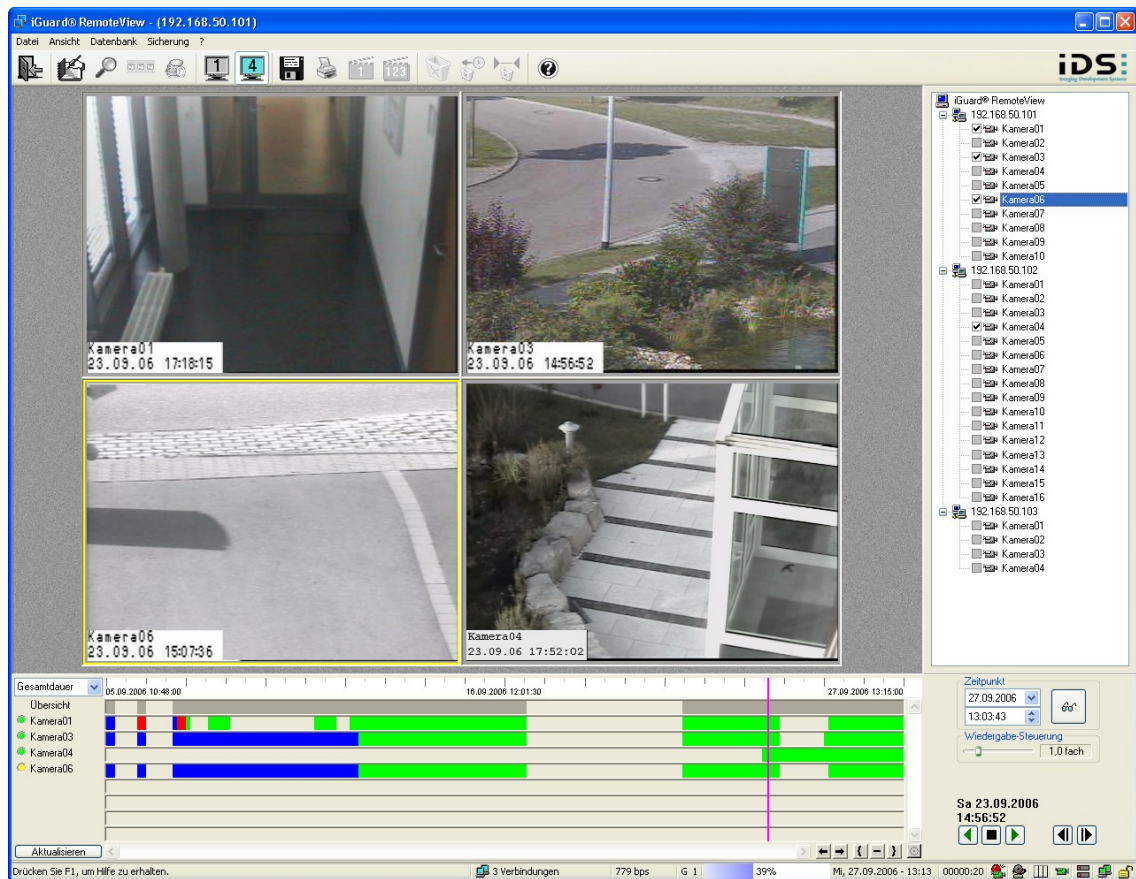 iGuard® RemoteView - (192.168.50.101)
Datei Ansicht Datenbank Sicherung ?
1 4 1 123
iDS
Imaging Development Systems
Kamera01
23.09.06 17:18:15
Kamera03
23.09.06 14:56:52
Kamera06
23.09.06 15:07:36
Kamera04
23.09.06 17:52:02
iGuard® RemoteView
192.168.50.101
Kamera01
Kamera02
Kamera03
Kamera04
Kamera05
Kamera06
Kamera07
Kamera08
Kamera09
Kamera10
192.168.50.102
Kamera01
Kamera02
Kamera03
Kamera04
Kamera05
Kamera06
Kamera07
Kamera08
Kamera09
Kamera10
Kamera11
Kamera12
Kamera13
Kamera14
Kamera15
Kamera16
192.168.50.103
Kamera01
Kamera02
Kamera03
Kamera04
Gesamtdauer
05.09.2006 10:48:00 16.09.2006 12:01:30 27.09.2006 13:15:00
Übersicht
Kamera01
Kamera03
Kamera04
Kamera06
Aktualisieren
Zeitpunkt
27.09.2006
13:03:43
Wiedergabe-Steuerung
1,0 fach
Sa 23.09.2006
14:56:52
Drücken Sie F1, um Hilfe zu erhalten. 3 Verbindungen 779 bps G 1 39% Mi, 27.09.2006 - 13:13 00000:20